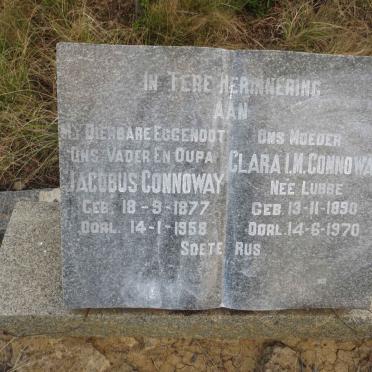 IN TERE HERINNERING
AAN
MY DIERBARE EGGENOOT
ONS VADER EN OUPA
JACOBUS CONNOWAY
GEB. 18-9-1877
OORL. 14-1-1958
ONS MOEDER
CLARA I.M. CONNOWA
NEE LUBBE
GEB. 13-11-1890
OORL. 14-6-1970
SOETE RUS